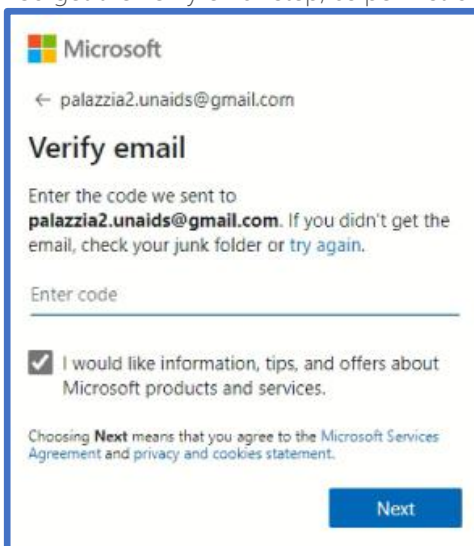 Microsoft
← palazzia2.unaids@gmail.com
Verify email
Enter the code we sent to
palazzia2.unaids@gmail.com. If you didn't get the
email, check your junk folder or try again.
Enter code
I would like information, tips, and offers about
Microsoft products and services.
Choosing Next means that you agree to the Microsoft Services
Agreement and privacy and cookies statement.
Next